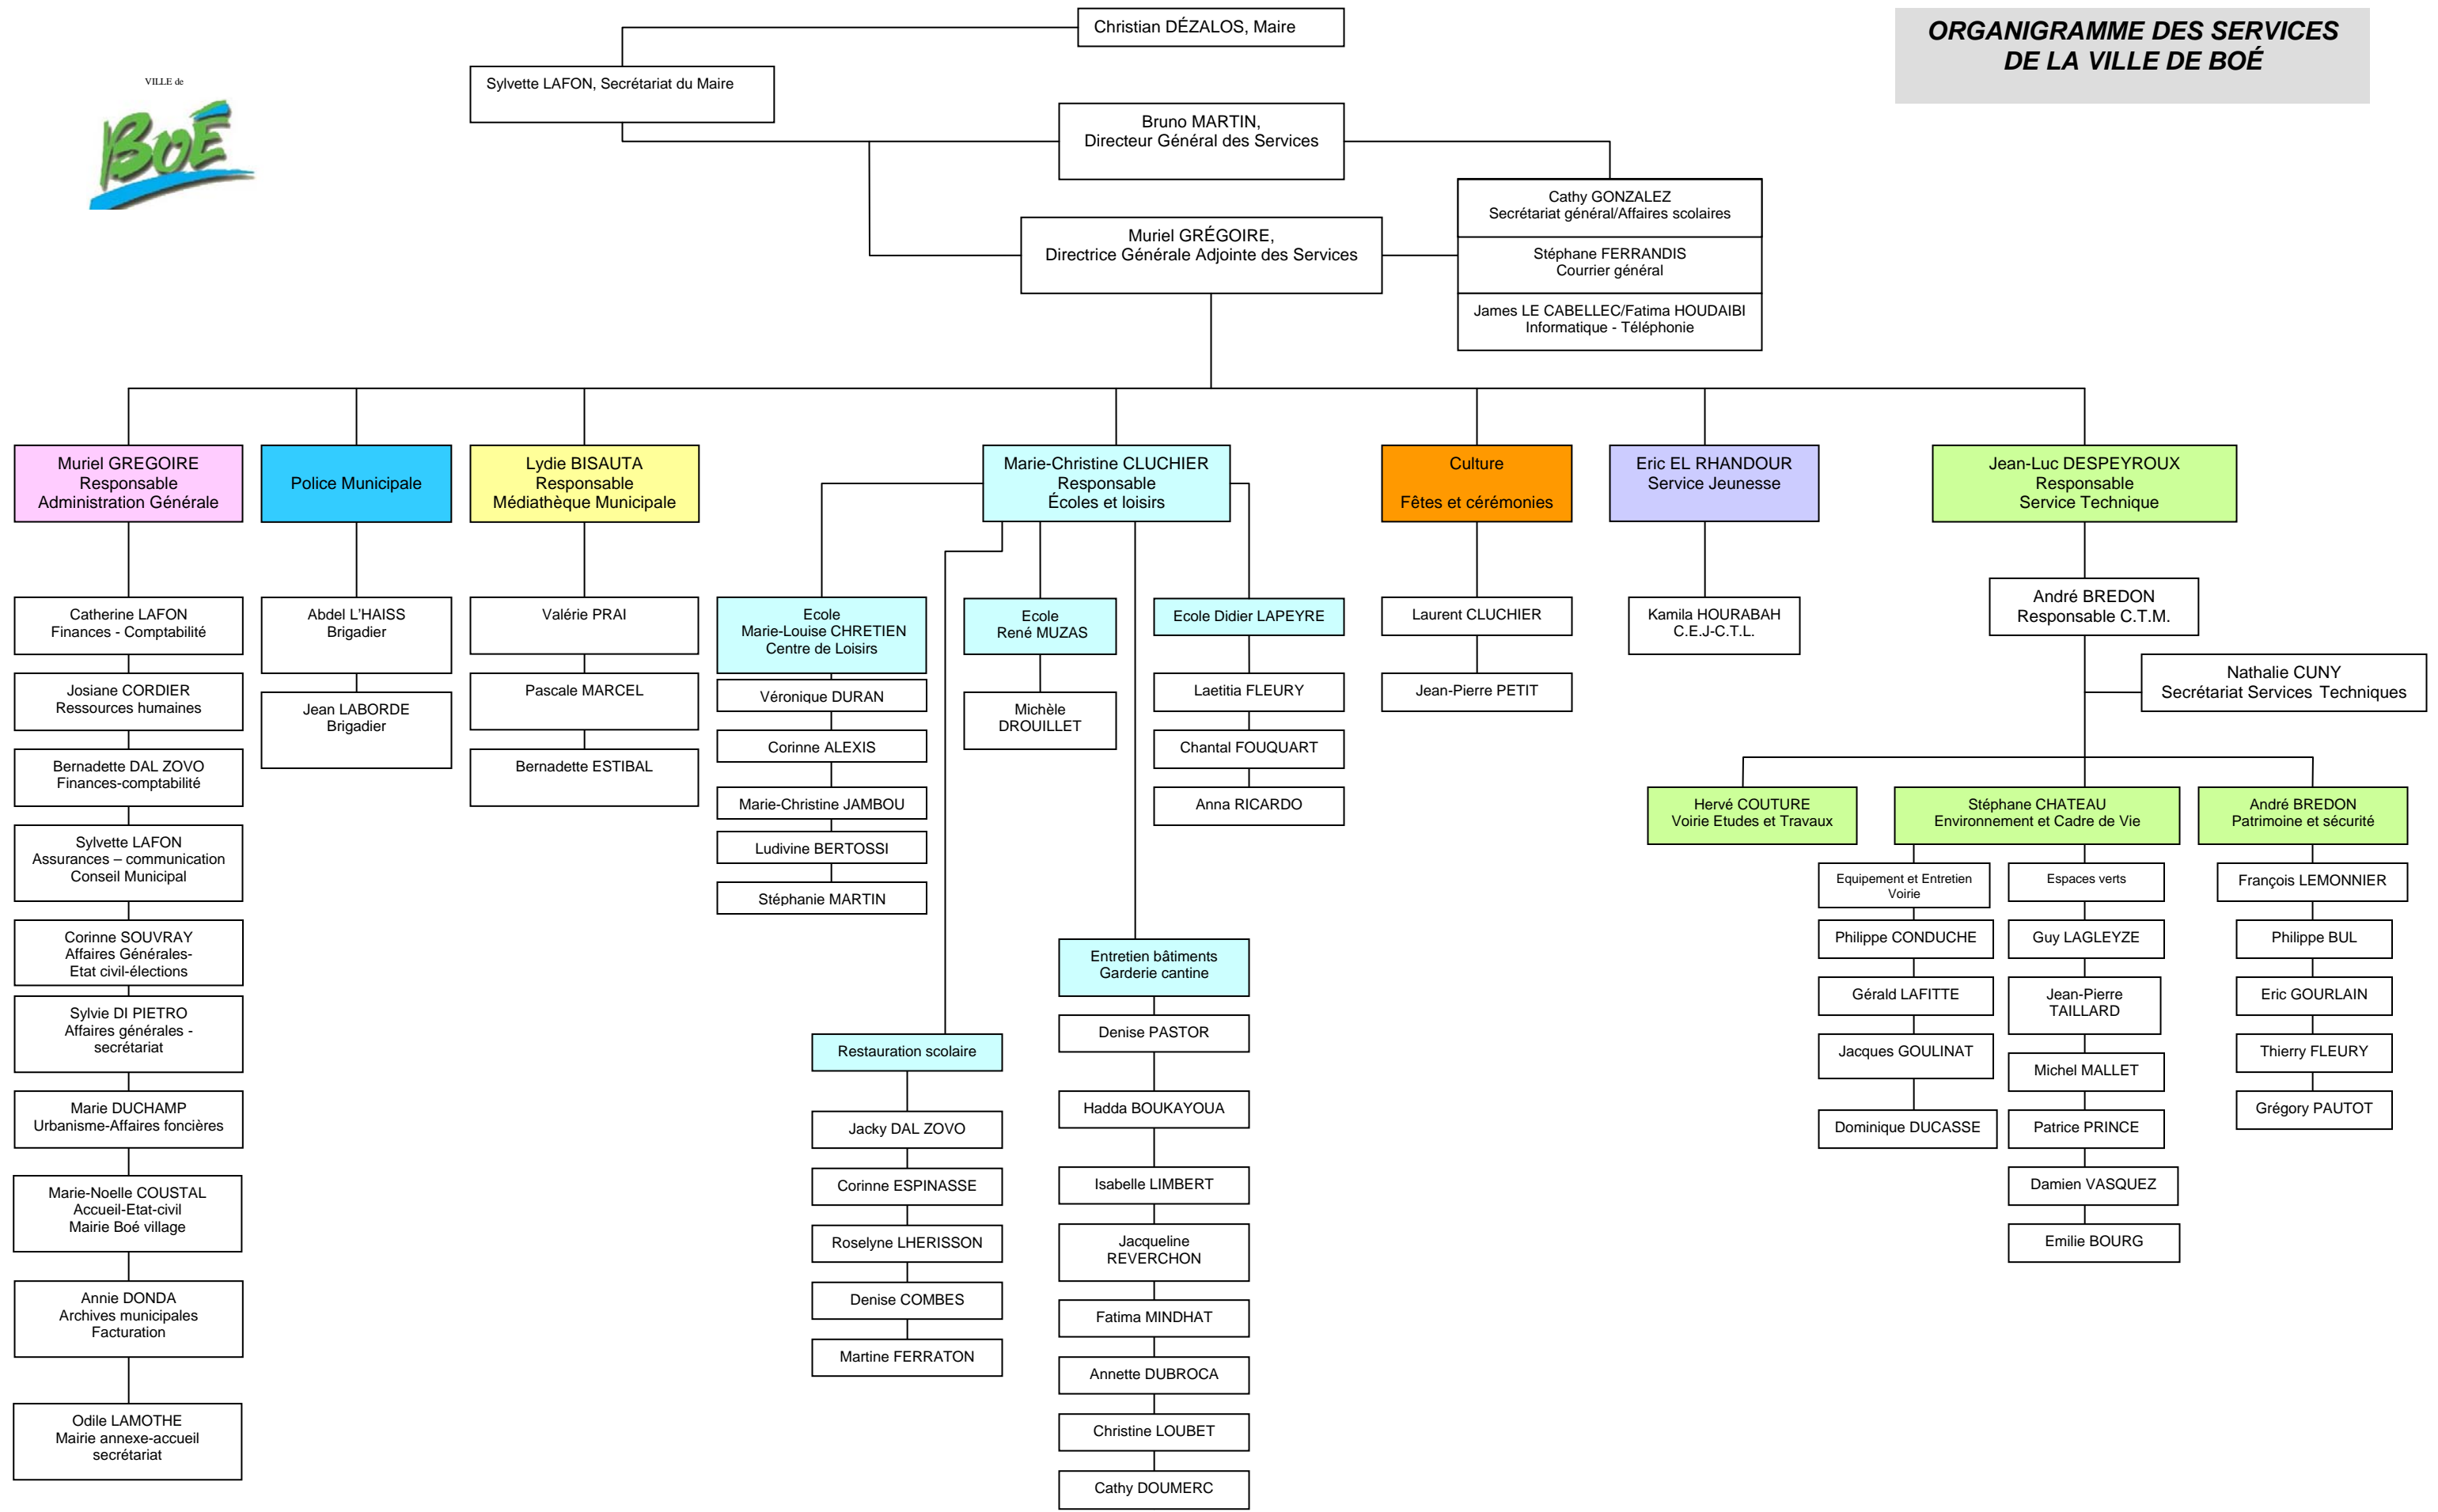 Christian DÉZALOS, Maire
ORGANIGRAMME DES SERVICES
DE LA VILLE DE BOÉ
VILLE de
BOÉ
Sylvette LAFON, Secrétariat du Maire
Bruno MARTIN,
Directeur Général des Services
Cathy GONZALEZ
Secrétariat général/Affaires scolaires
Muriel GRÉGOIRE,
Directrice Générale Adjointe des Services
Stéphane FERRANDIS
Courrier général
James LE CABELLEC/Fatima HOUDAIBI
Informatique - Téléphonie
Muriel GREGOIRE
Responsable
Administration Générale
Catherine LAFON
Finances - Comptabilité
Josiane CORDIER
Ressources humaines
Bernadette DAL ZOVO
Finances-comptabilité
Sylvette LAFON
Assurances – communication
Conseil Municipal
Corinne SOUVRAY
Affaires Générales-
Etat civil-élections
Sylvie DI PIETRO
Affaires générales -
secrétariat
Marie DUCHAMP
Urbanisme-Affaires foncières
Marie-Noelle COUSTAL
Accueil-Etat-civil
Mairie Boé village
Annie DONDA
Archives municipales
Facturation
Odile LAMOTHE
Mairie annexe-accueil
secrétariat
Police Municipale
Abdel L'HAISS
Brigadier
Jean LABORDE
Brigadier
Lydie BISAUTA
Responsable
Médiathèque Municipale
Valérie PRAI
Pascale MARCEL
Bernadette ESTIBAL
Marie-Christine CLUCHIER
Responsable
Écoles et loisirs
Ecole
Marie-Louise CHRETIEN
Centre de Loisirs
Véronique DURAN
Corinne ALEXIS
Marie-Christine JAMBOU
Ludivine BERTOSSI
Stéphanie MARTIN
Restauration scolaire
Jacky DAL ZOVO
Corinne ESPINASSE
Roselyne LHERISSON
Denise COMBES
Martine FERRATON
Ecole
René MUZAS
Michèle
DROUILLET
Entretien bâtiments
Garderie cantine
Denise PASTOR
Hadda BOUKAYOUA
Isabelle LIMBERT
Jacqueline
REVERCHON
Fatima MINDHAT
Annette DUBROCA
Christine LOUBET
Cathy DOUMERC
Ecole Didier LAPEYRE
Laetitia FLEURY
Chantal FOUQUART
Anna RICARDO
Culture
Fêtes et cérémonies
Laurent CLUCHIER
Jean-Pierre PETIT
Eric EL RHANDOUR
Service Jeunesse
Kamila HOURABAH
C.E.J-C.T.L.
Jean-Luc DESPEYROUX
Responsable
Service Technique
André BREDON
Responsable C.T.M.
Nathalie CUNY
Secrétariat Services Techniques
Hervé COUTURE
Voirie Etudes et Travaux
Stéphane CHATEAU
Environnement et Cadre de Vie
Equipement et Entretien
Voirie
Philippe CONDUCHE
Gérald LAFITTE
Jacques GOULINAT
Dominique DUCASSE
Espaces verts
Guy LAGLEYZE
Jean-Pierre
TAILLARD
Michel MALLET
Patrice PRINCE
Damien VASQUEZ
Emilie BOURG
André BREDON
Patrimoine et sécurité
François LEMONNIER
Philippe BUL
Eric GOURLAIN
Thierry FLEURY
Grégory PAUTOT